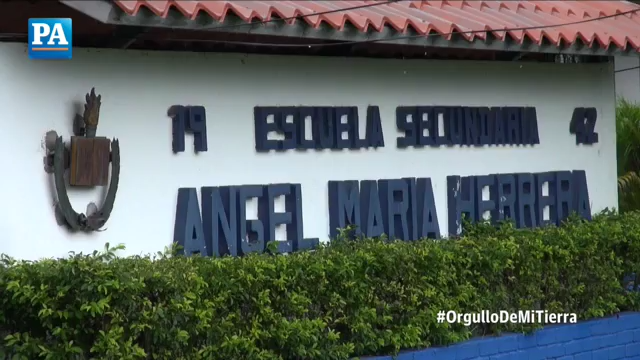 PA
19 ESCUELA SECUNDARIA 42
ANGEL MARIA HERRERA
#OrgulloDeMiTierra